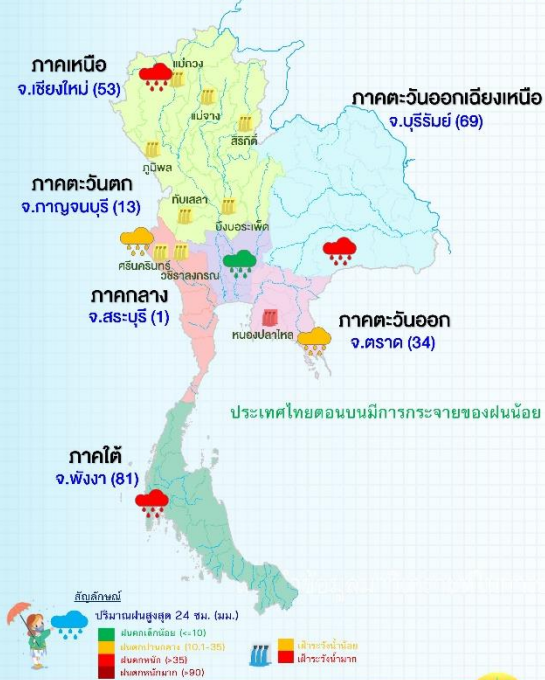 ภาคเหนือ
จ.เชียงใหม่ (53)
แม่กวง
แม่จาง
สิริกิติ์
ภูมิพล
ภาคตะวันออกเฉียงเหนือ
จ.บุรีรัมย์ (69)
ภาคตะวันตก
จ.กาญจนบุรี (13)
ทับเสลา
บึงบอระเพ็ด
ศรีนครินทร์
วชิราลงกรณ
ภาคกลาง
จ.สระบุรี (1)
หนองปลาไหล
ภาคตะวันออก
จ.ตราด (34)
ประเทศไทยตอนบนมีการกระจายของฝนน้อย
ภาคใต้
จ.พังงา (81)
สัญลักษณ์
ปริมาณฝนสูงสุด 24 ชม. (มม.)
ฝนตกเล็กน้อย (<=10)
ฝนตกปานกลาง (10.1-35)
ฝนตกหนัก (>35)
ฝนตกหนักมาก (>90)
เฝ้าระวังน้ำน้อย
เฝ้าระวังน้ำมาก